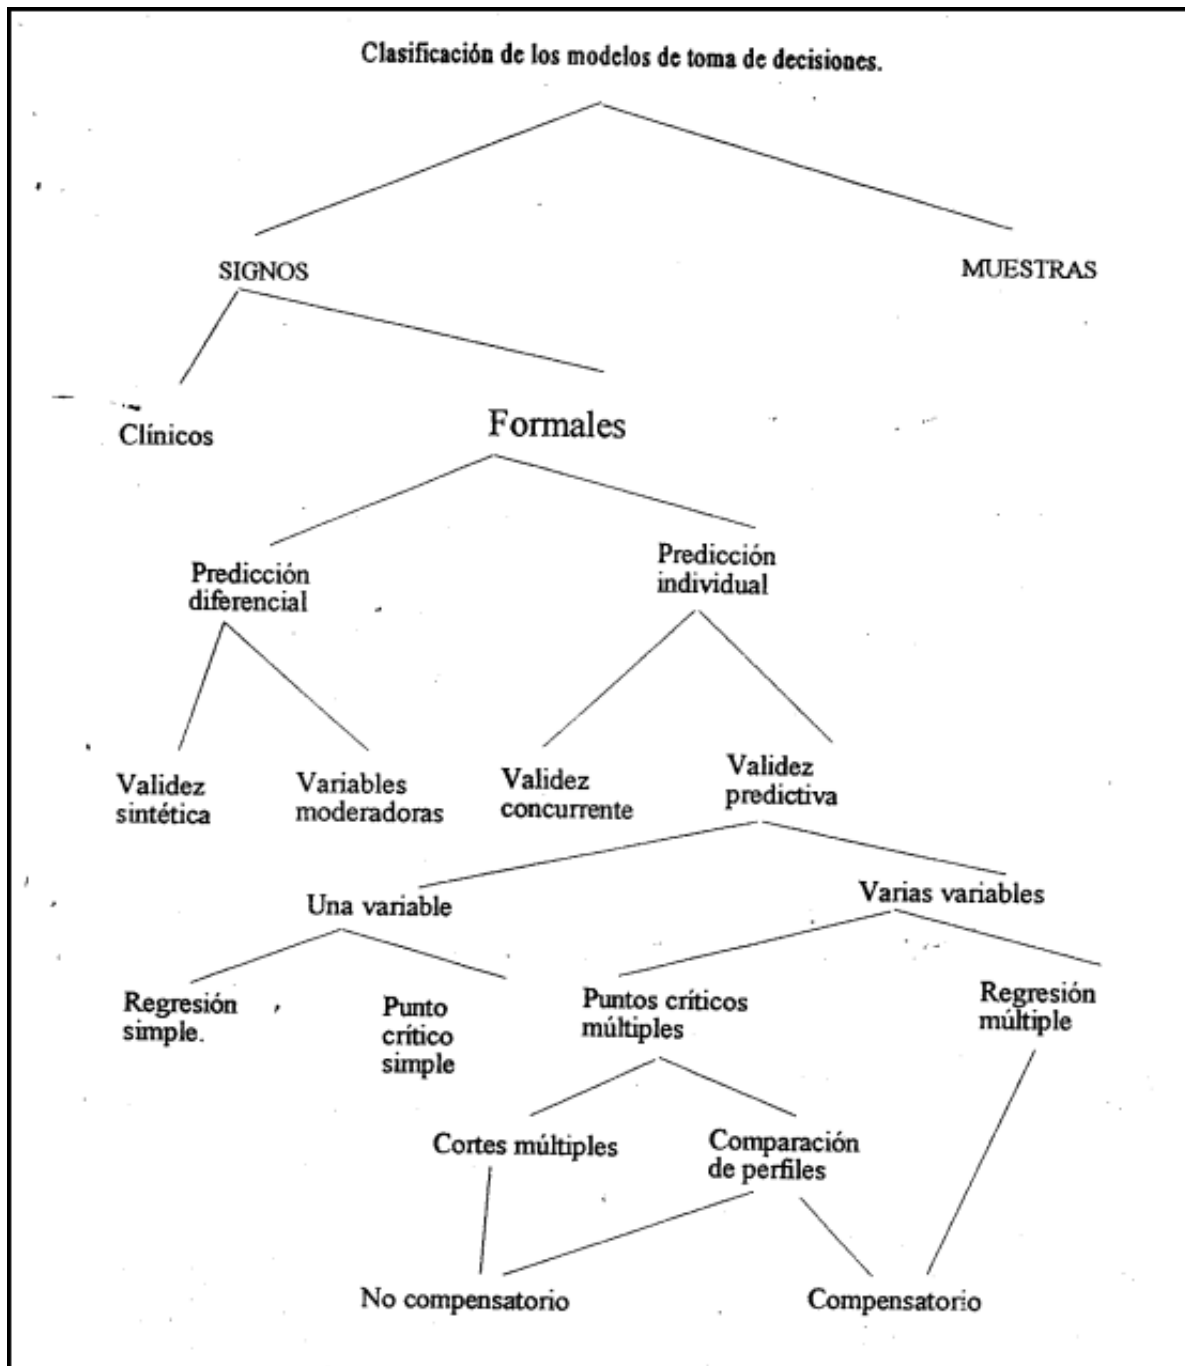 Clasificación de los modelos de toma de decisiones.
SIGNOS
MUESTRAS
Clínicos
Formales
Predicción
diferencial
Predicción
individual
Validez
sintética
Variables
moderadoras
Validez
concurrente
Validez
predictiva
Una variable
Varias variables
Regresión
simple.
Punto
crítico
simple
Puntos críticos
múltiples
Regresión
múltiple
Cortes múltiples
Comparación
de perfiles
No compensatorio
Compensatorio